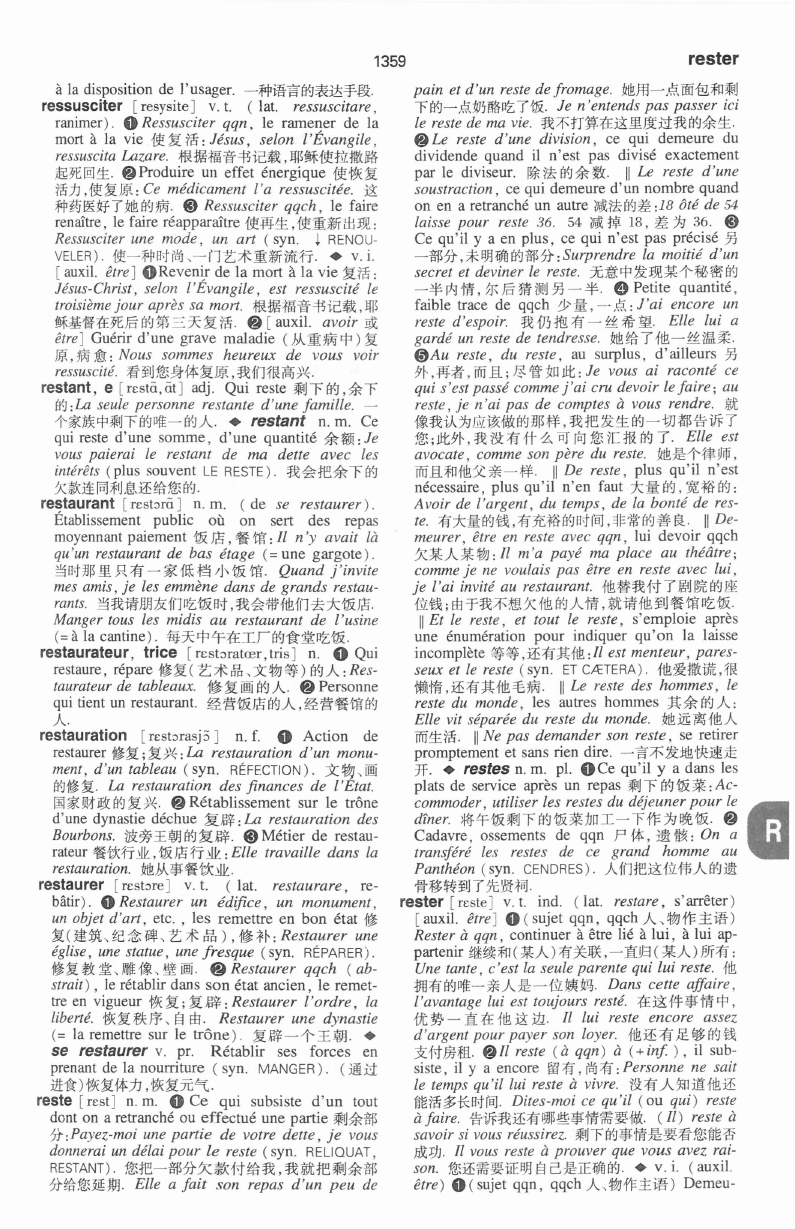 1359
rester
à la disposition de l'usager. 一种语言的表达手段.
ressusciter [resysite] v. t. ( lat. ressuscitare,
ranimer). ❶ Ressusciter qqn, le ramener de la
mort à la vie 使复活: Jésus, selon l'Évangile,
ressuscita Lazare. 根据福音书记载,耶稣使拉撒路
起死回生. ❷Produire un effet énergique 使恢复
活力,使复原: Ce médicament l'a ressuscitée. 这
种药医好了她的病. ❸ Ressusciter qqch, le faire
renaître, le faire réapparaître 使再生,使重新出现:
Ressusciter une mode, un art ( syn. ↓ RENOU-
VELER). 使一种时尚、一门艺术重新流行. ◆ v. i.
[ auxil. être] ❶Revenir de la mort à la vie 复活:
Jésus-Christ, selon l'Évangile, est ressuscité le
troisième jour après sa mort. 根据福音书记载,耶
稣基督在死后的第三天复活. ❷ [ auxil. avoir 或
être] Guérir d'une grave maladie (从重病中)复
原,病愈: Nous sommes heureux de vous voir
ressuscité. 看到您身体复原,我们很高兴.
restant, e [rɛstɑ̃,ɑ̃t] adj. Qui reste 剩下的,余下
的:La seule personne restante d'une famille. 一
个家族中剩下的唯一的人. ◆ restant n. m. Ce
qui reste d'une somme, d'une quantité 余额:Je
vous paierai le restant de ma dette avec les
intérêts (plus souvent LE RESTE). 我会把余下的
欠款连同利息还给您的.
restaurant [rɛstɔrɑ̃] n. m. ( de se restaurer).
Établissement public où on sert des repas
moyennant paiement 饭店,餐馆: Il n'y avait là
qu'un restaurant de bas étage (= une gargote).
当时那里只有一家低档小饭馆. Quand j'invite
mes amis, je les emmène dans de grands restau-
rants. 当我请朋友们吃饭时,我会带他们去大饭店.
Manger tous les midis au restaurant de l'usine
(= à la cantine). 每天中午在工厂的食堂吃饭.
restaurateur, trice [rɛstɔratœr,tris] n. ❶ Qui
restaure, répare 修复(艺术品、文物等)的人:Res-
taurateur de tableaux. 修复画的人. ❷ Personne
qui tient un restaurant. 经营饭店的人,经营餐馆的
人.
restauration [rɛstɔrasjɔ̃] n. f. ❶ Action de
restaurer 修复;复兴: La restauration d'un monu-
ment, d'un tableau (syn. RÉFECTION). 文物、画
的修复. La restauration des finances de l'État.
国家财政的复兴. ❷Rétablissement sur le trône
d'une dynastie déchue 复辟: La restauration des
Bourbons. 波旁王朝的复辟. ❸Métier de restau-
rateur 餐饮行业,饭店行业: Elle travaille dans la
restauration. 她从事餐饮业.
restaurer [rɛstɔre] v. t. ( lat. restaurare, re-
bâtir). ❶ Restaurer un édifice, un monument,
un objet d'art, etc. , les remettre en bon état 修
复(建筑、纪念碑、艺术品),修补: Restaurer une
église, une statue, une fresque (syn. RÉPARER).
修复教堂、雕像、壁画. ❷ Restaurer qqch ( ab-
strait), le rétablir dans son état ancien, le remet-
tre en vigueur 恢复;复辟: Restaurer l'ordre, la
liberté. 恢复秩序、自由. Restaurer une dynastie
(= la remettre sur le trône). 复辟一个王朝. ◆
se restaurer v. pr. Rétablir ses forces en
prenant de la nourriture ( syn. MANGER). (通过
进食)恢复体力,恢复元气.
reste [rɛst] n. m. ❶ Ce qui subsiste d'un tout
dont on a retranché ou effectué une partie 剩余部
分:Payez-moi une partie de votre dette, je vous
donnerai un délai pour le reste (syn. RELIQUAT,
RESTANT). 您把一部分欠款付给我,我就把剩余部
分给您延期. Elle a fait son repas d'un peu de
pain et d'un reste de fromage. 她用一点面包和剩
下的一点奶酪吃了饭. Je n'entends pas passer ici
le reste de ma vie. 我不打算在这里度过我的余生.
❷Le reste d'une division, ce qui demeure du
dividende quand il n'est pas divisé exactement
par le diviseur. 除法的余数. ‖ Le reste d'une
soustraction, ce qui demeure d'un nombre quand
on en a retranché un autre 减法的差:18 ôté de 54
laisse pour reste 36. 54 减掉 18,差为 36. ❸
Ce qu'il y a en plus, ce qui n'est pas précisé 另
一部分,未明确的部分: Surprendre la moitié d'un
secret et deviner le reste. 无意中发现某个秘密的
一半内情,尔后猜测另一半. ❹ Petite quantité,
faible trace de qqch 少量,一点: J'ai encore un
reste d'espoir. 我仍抱有一丝希望. Elle lui a
gardé un reste de tendresse. 她给了他一丝温柔.
❺Au reste, du reste, au surplus, d'ailleurs 另
外,再者,而且;尽管如此: Je vous ai raconté ce
qui s'est passé comme j'ai cru devoir le faire; au
reste, je n'ai pas de comptes à vous rendre. 就
像我认为应该做的那样,我把发生的一切都告诉了
您;此外,我没有什么可向您汇报的了. Elle est
avocate, comme son père du reste. 她是个律师,
而且和他父亲一样. ‖ De reste, plus qu'il n'est
nécessaire, plus qu'il n'en faut 大量的,宽裕的:
Avoir de l'argent, du temps, de la bonté de res-
te. 有大量的钱,有充裕的时间,非常的善良. ‖ De-
meurer, être en reste avec qqn, lui devoir qqch
欠某人某物: Il m'a payé ma place au théâtre;
comme je ne voulais pas être en reste avec lui,
je l'ai invité au restaurant. 他替我付了剧院的座
位钱;由于我不想欠他的人情,就请他到餐馆吃饭.
‖ Et le reste, et tout le reste, s'emploie après
une énumération pour indiquer qu'on la laisse
incomplète 等等,还有其他:Il est menteur, pares-
seux et le reste (syn. ET CÆTERA). 他爱撒谎,很
懒惰,还有其他毛病. ‖ Le reste des hommes, le
reste du monde, les autres hommes 其余的人:
Elle vit séparée du reste du monde. 她远离他人
而生活. ‖ Ne pas demander son reste, se retirer
promptement et sans rien dire. 一言不发地快速走
开. ◆ restes n. m. pl. ❶Ce qu'il y a dans les
plats de service après un repas 剩下的饭菜: Ac-
commoder, utiliser les restes du déjeuner pour le
dîner. 将午饭剩下的饭菜加工一下作为晚饭. ❷
Cadavre, ossements de qqn 尸体,遗骸: On a
transféré les restes de ce grand homme au
Panthéon (syn. CENDRES). 人们把这位伟人的遗
骨移转到了先贤祠.
rester [rɛste] v. t. ind. ( lat. restare, s'arrêter)
[ auxil. être] ❶ (sujet qqn, qqch 人、物作主语)
Rester à qqn, continuer à être lié à lui, à lui ap-
partenir 继续和(某人)有关联,一直归(某人)所有:
Une tante, c'est la seule parente qui lui reste. 他
拥有的唯一亲人是一位姨妈. Dans cette affaire,
l'avantage lui est toujours resté. 在这件事情中,
优势一直在他这边. Il lui reste encore assez
d'argent pour payer son loyer. 他还有足够的钱
支付房租. ❷Il reste (à qqn) à (+inf. ), il sub-
siste, il y a encore 留有,尚有: Personne ne sait
le temps qu'il lui reste à vivre. 没有人知道他还
能活多长时间. Dites-moi ce qu'il (ou qui) reste
à faire. 告诉我还有哪些事情需要做. (Il) reste à
savoir si vous réussirez. 剩下的事情是要看您能否
成功. Il vous reste à prouver que vous avez rai-
son. 您还需要证明自己是正确的. ◆ v. i. (auxil.
être) ❶(sujet qqn, qqch 人、物作主语) Demeu-
R